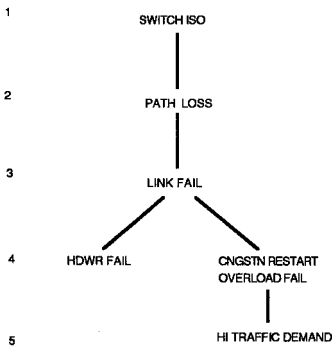 1
SWITCH ISO
2
PATH LOSS
3
LINK FAIL
4
HDWR FAIL
CNGSTN RESTART
OVERLOAD FAIL
5
HI TRAFFIC DEMAND